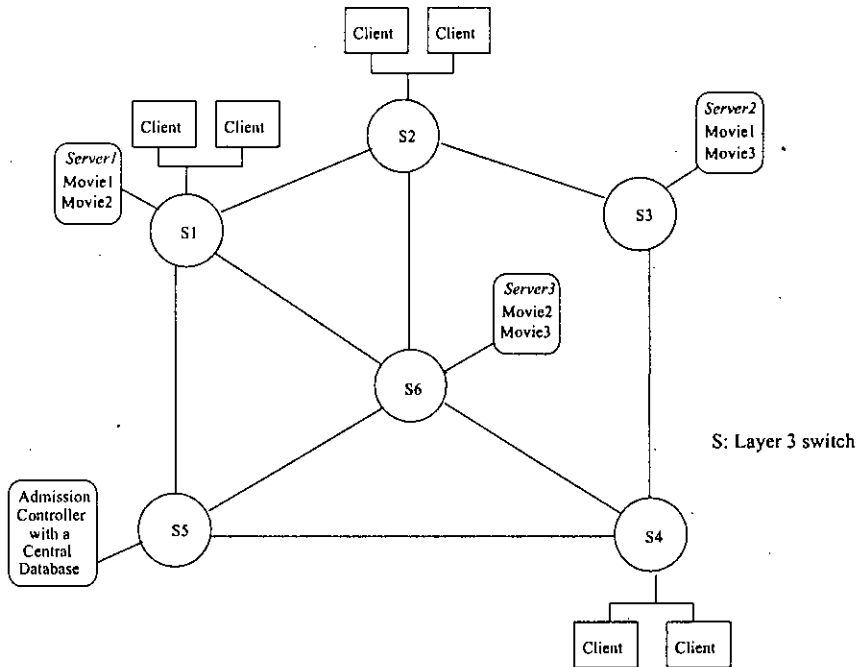 Client
Client
S2
Client
Client
Server1
Movie1
Movie2
S1
Server2
Movie1
Movie3
S3
Server3
Movie2
Movie3
S6
S: Layer 3 switch
Admission
Controller
with a
Central
Database
S5
S4
Client
Client